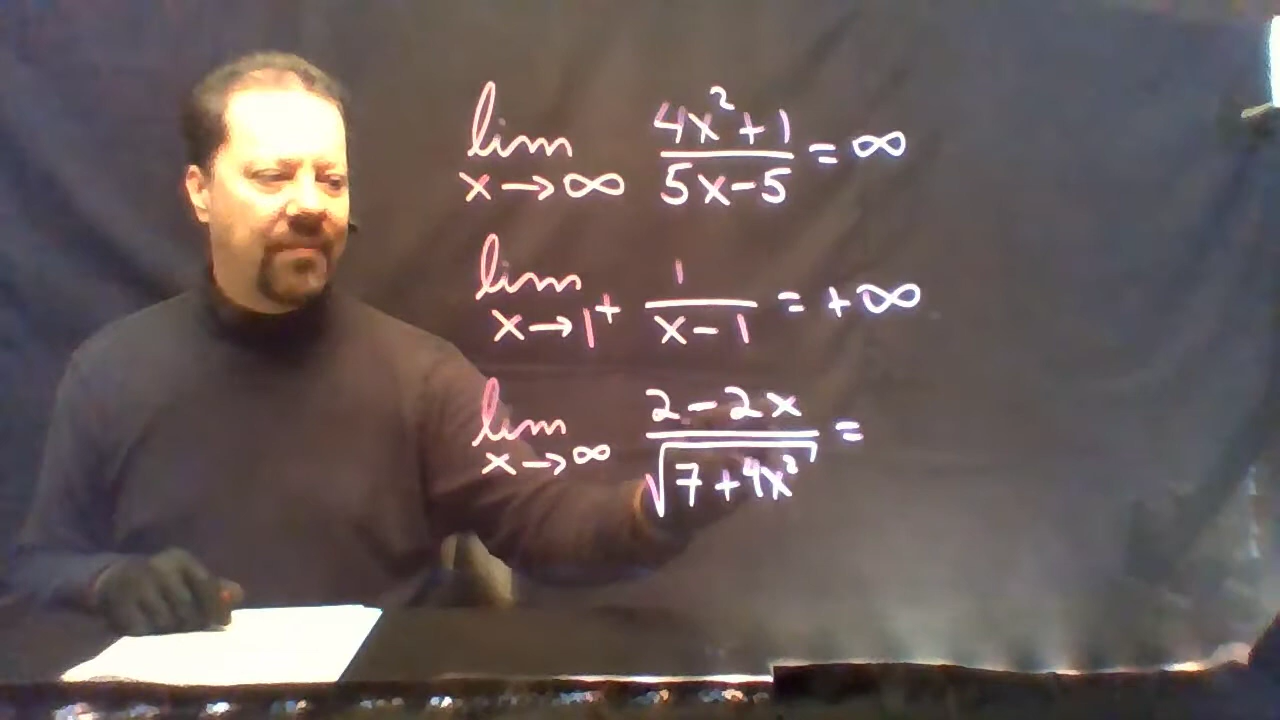 lim x→∞ (4x²+1)/(5x-5) = ∞
lim x→1⁺ 1/(x-1) = +∞
lim x→∞ (2-2x)/√(7+4x²) =